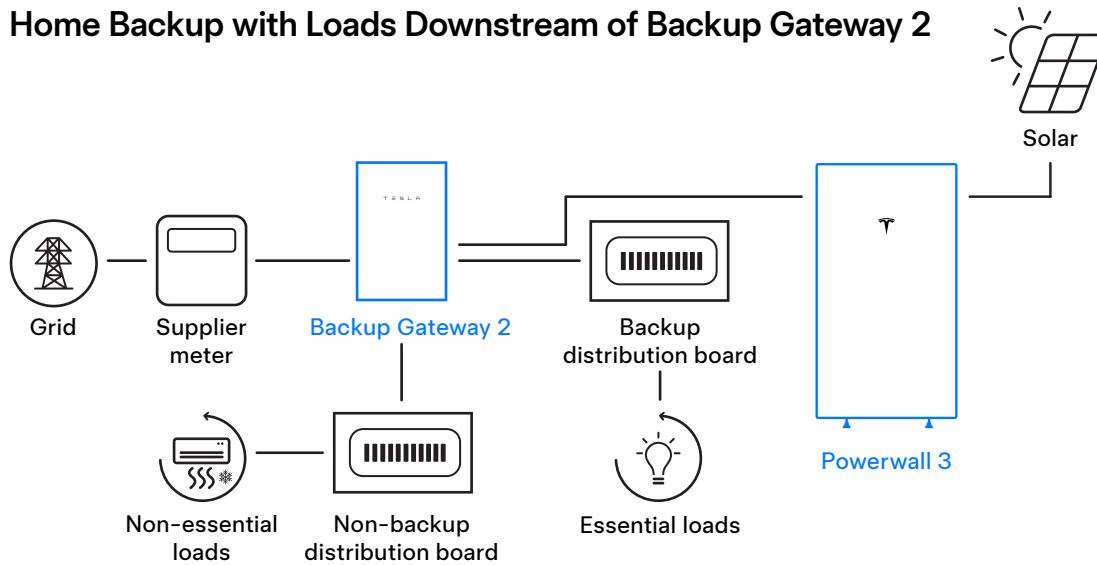 Home Backup with Loads Downstream of Backup Gateway 2
Solar
TESLA
Grid
Supplier
meter
Backup Gateway 2
Backup
distribution board
Powerwall 3
Non-essential
loads
Non-backup
distribution board
Essential loads